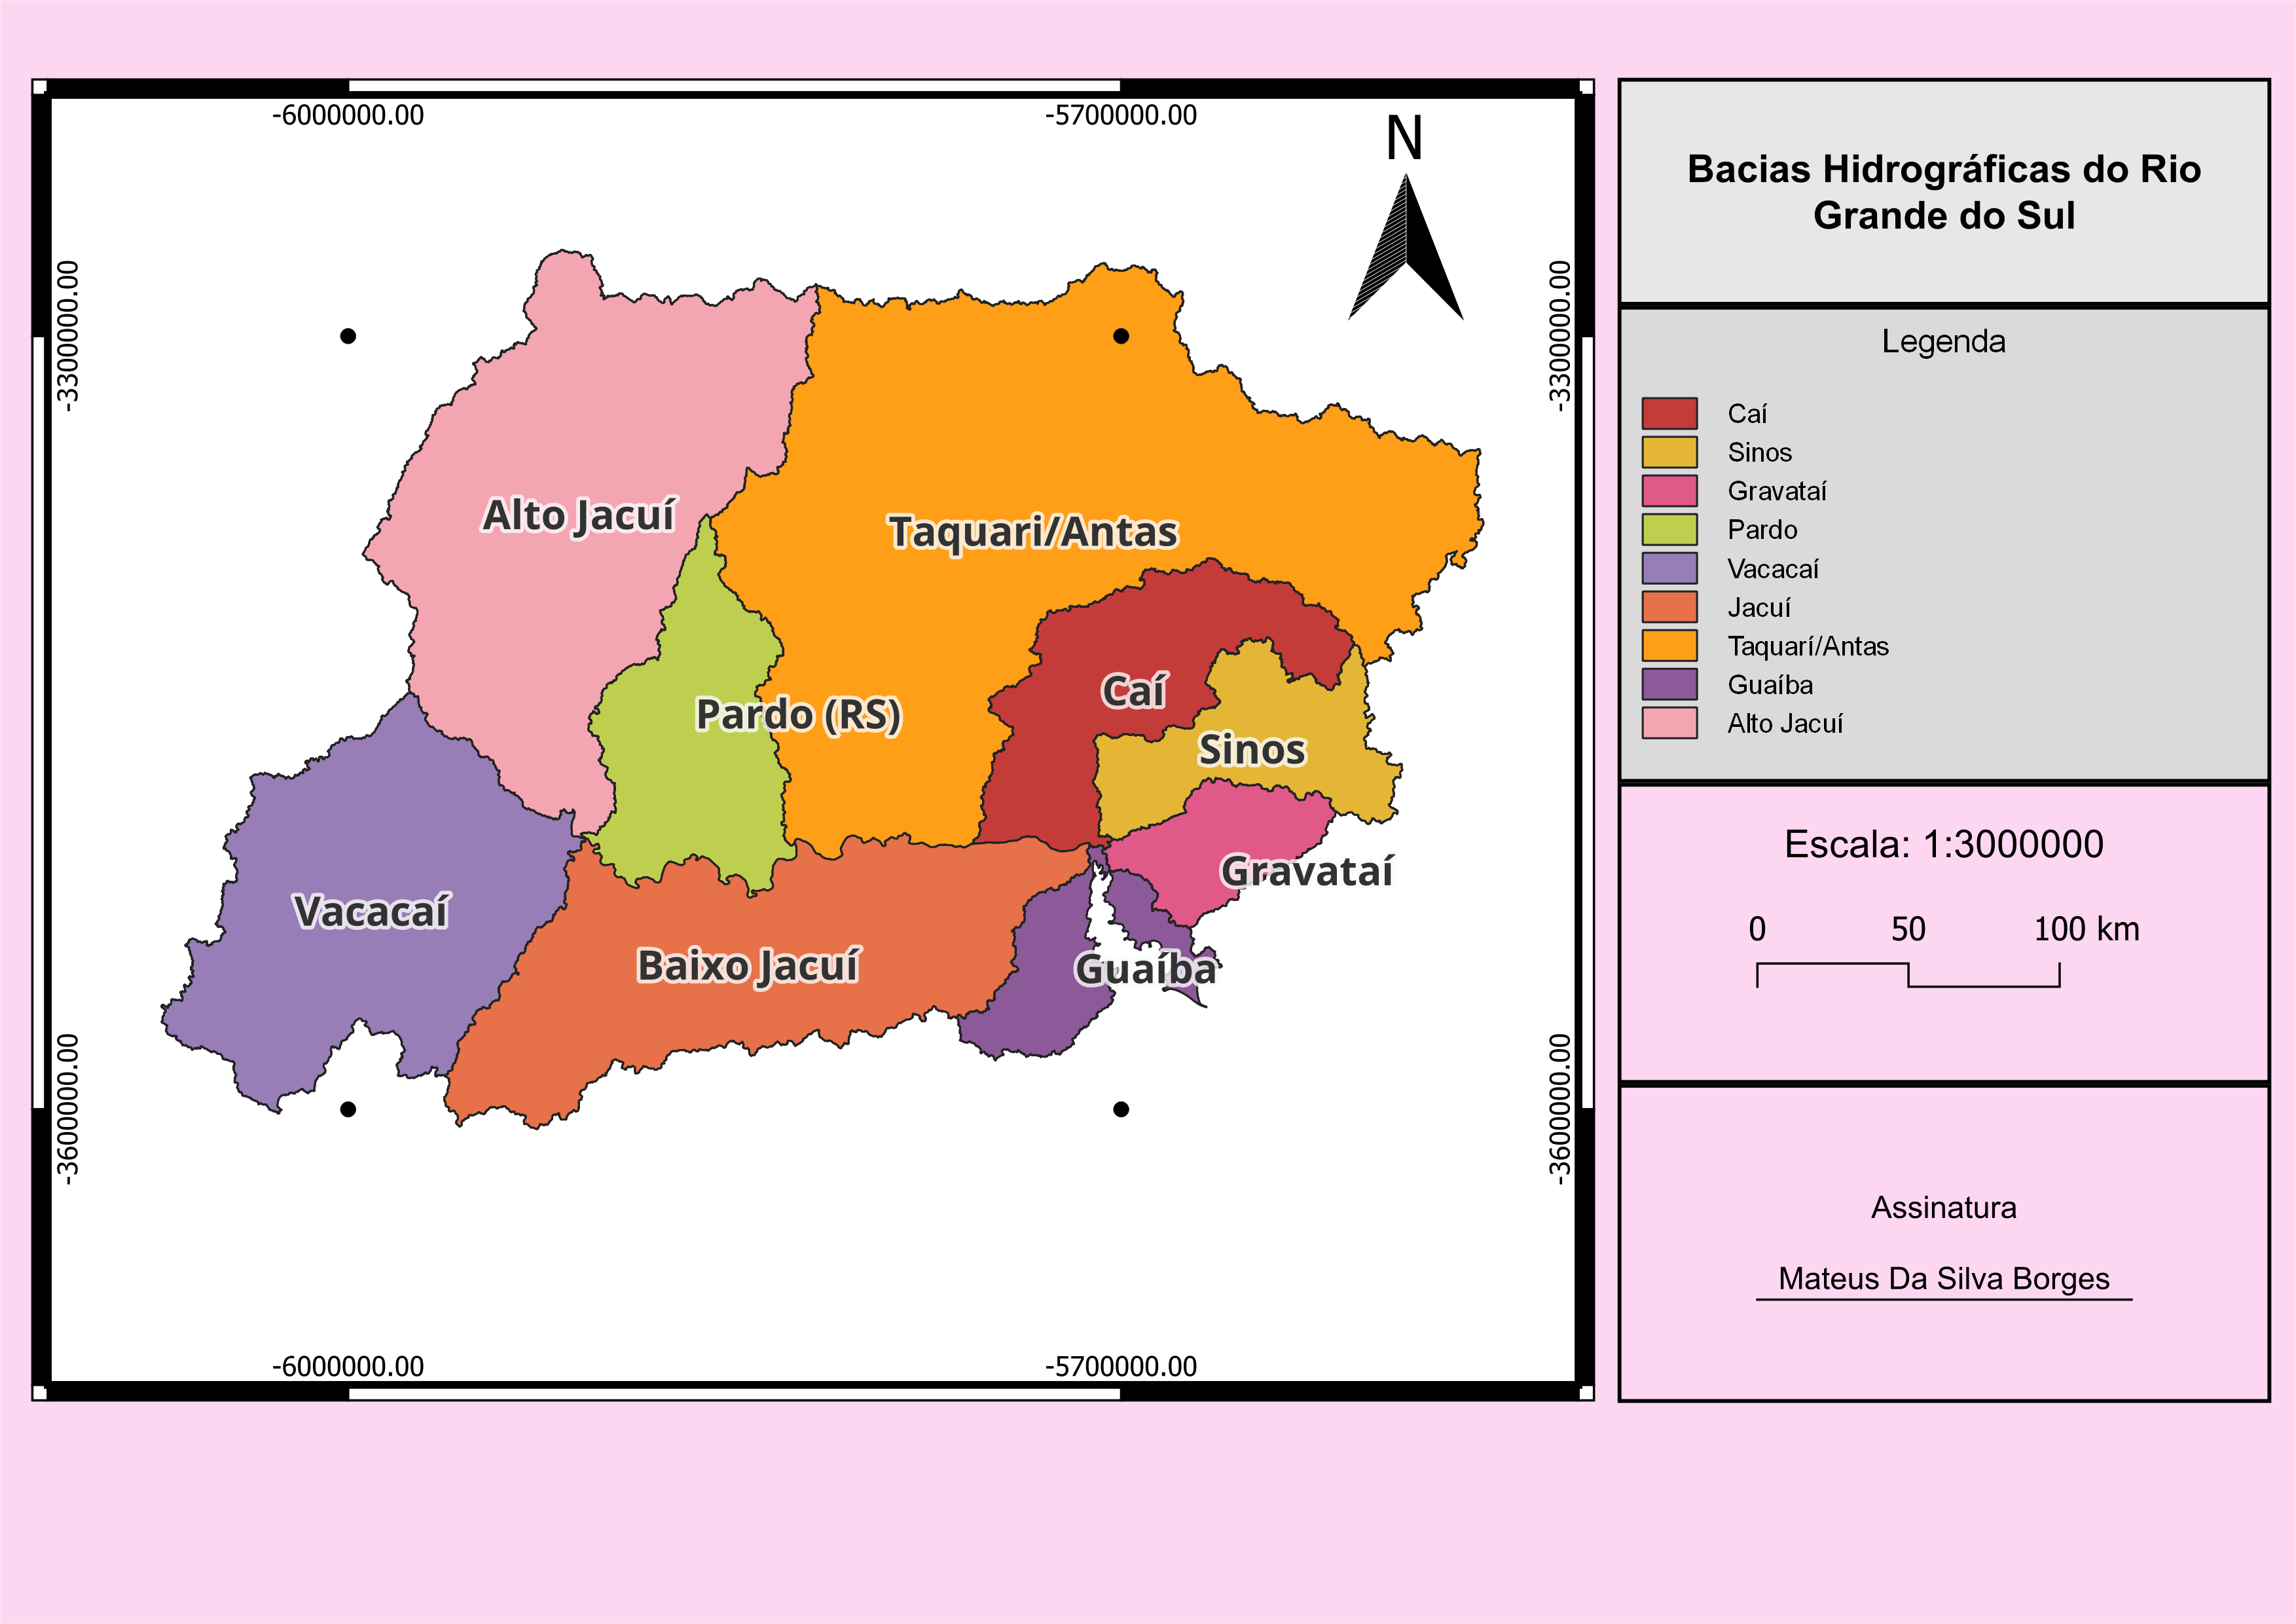 -6000000.00
-5700000.00
N
-3300000.00
-3300000.00
Alto Jacuí
Taquari/Antas
Caí
Pardo (RS)
Sinos
Gravataí
Vacacaí
Baixo Jacuí
Guaíba
-3600000.00
-3600000.00
-6000000.00
-5700000.00
Bacias Hidrográficas do Rio
Grande do Sul
Legenda
Caí
Sinos
Gravataí
Pardo
Vacacaí
Jacuí
Taquarí/Antas
Guaíba
Alto Jacuí
Escala: 1:3000000
0 50 100 km
Assinatura
Mateus Da Silva Borges